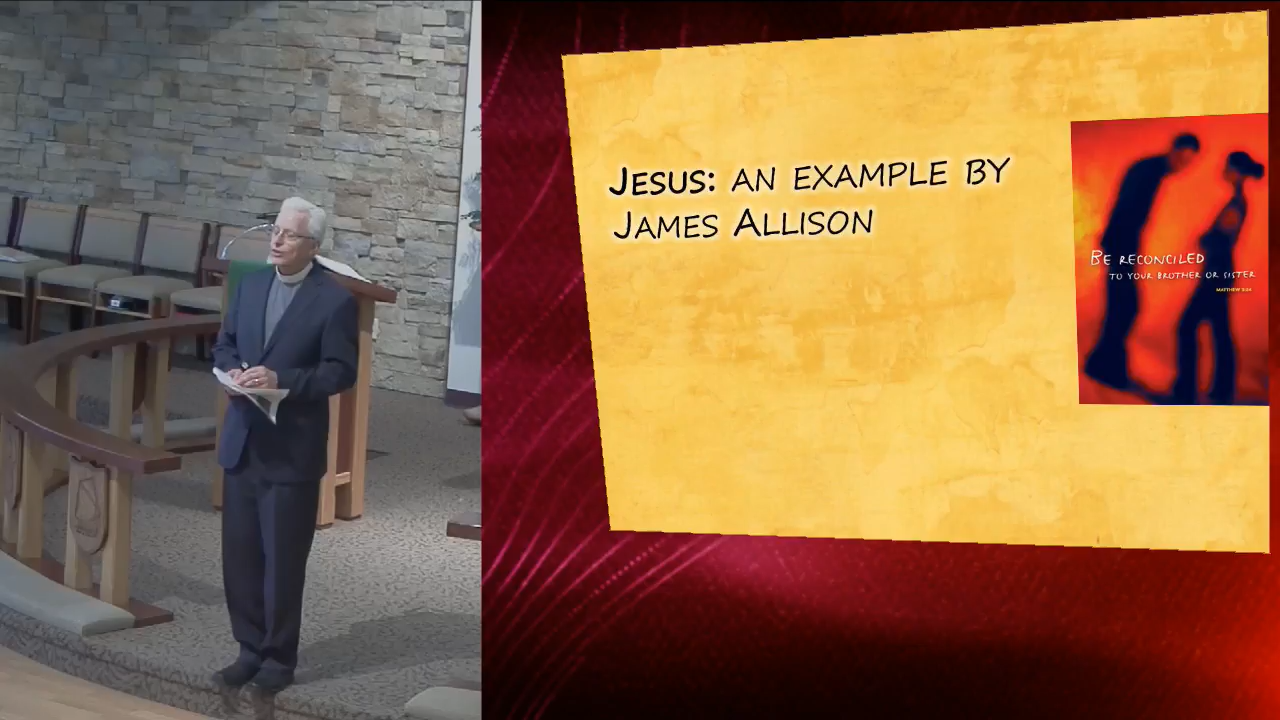 JESUS: AN EXAMPLE BY
JAMES ALLISON
BE RECONCILED
TO YOUR BROTHER OR SISTER